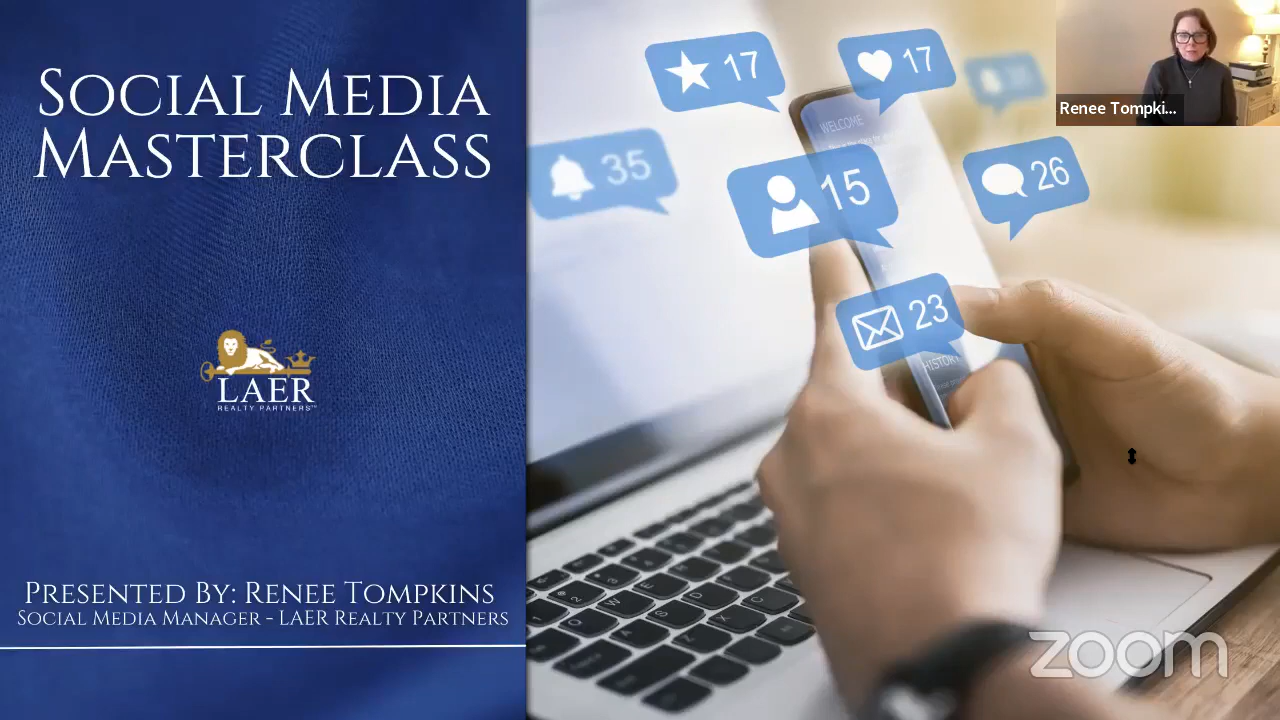 SOCIAL MEDIA
MASTERCLASS
LAER
REALTY PARTNERS™
PRESENTED BY: RENEE TOMPKINS
SOCIAL MEDIA MANAGER - LAER REALTY PARTNERS
17
17
35
15
26
23
WELCOME
HISTORY
Renee Tompki...
zoom